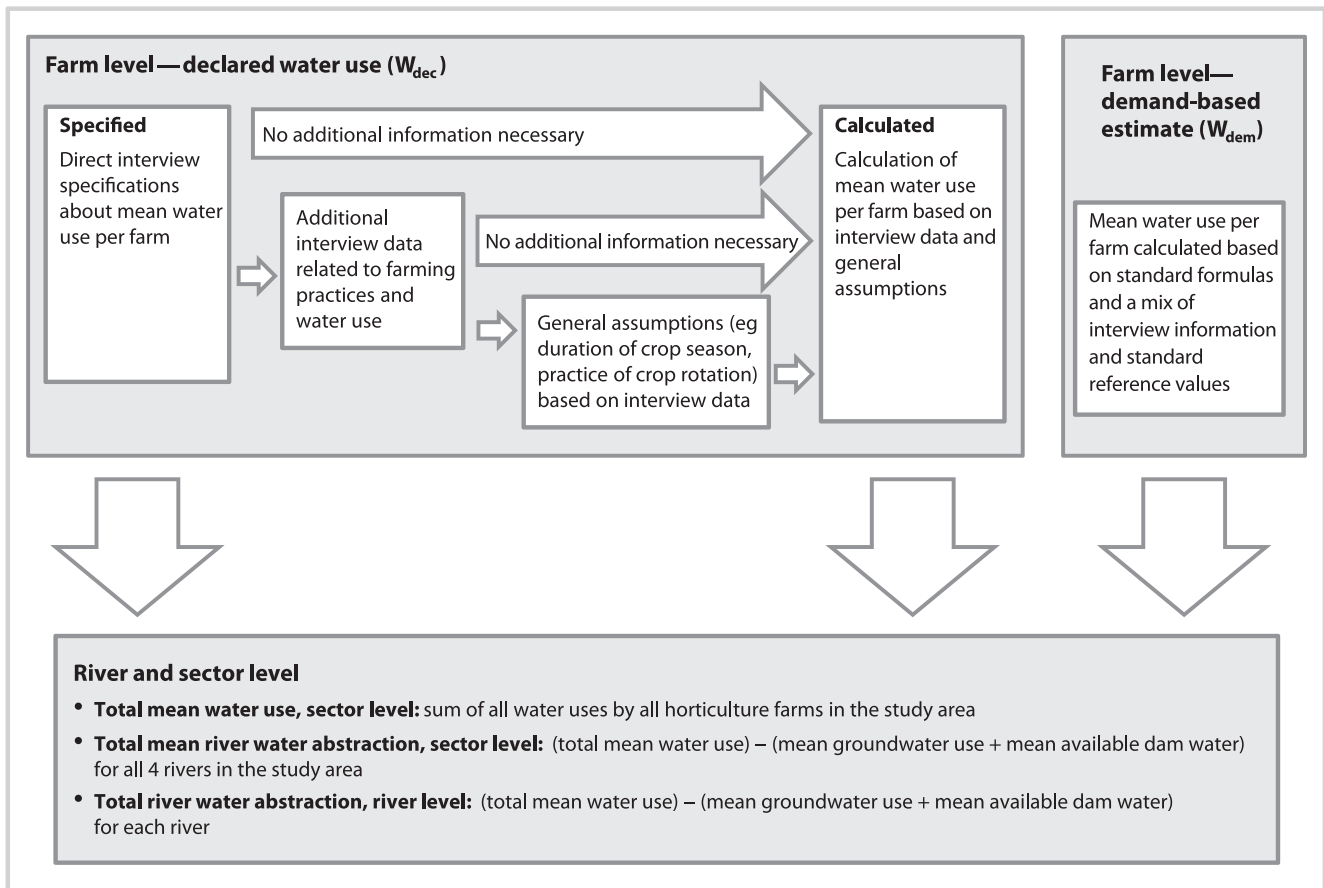 Farm level—declared water use (Wdec)
Specified
Direct interview
specifications
about mean water
use per farm
No additional information necessary
Additional
interview data
related to farming
practices and
water use
No additional information necessary
General assumptions (eg
duration of crop season,
practice of crop rotation)
based on interview data
Calculated
Calculation of
mean water use
per farm based on
interview data and
general
assumptions
Farm level—
demand-based
estimate (Wdem)
Mean water use per
farm calculated based
on standard formulas
and a mix of
interview information
and standard
reference values
River and sector level
• Total mean water use, sector level: sum of all water uses by all horticulture farms in the study area
• Total mean river water abstraction, sector level: (total mean water use) – (mean groundwater use + mean available dam water)
for all 4 rivers in the study area
• Total river water abstraction, river level: (total mean water use) – (mean groundwater use + mean available dam water)
for each river